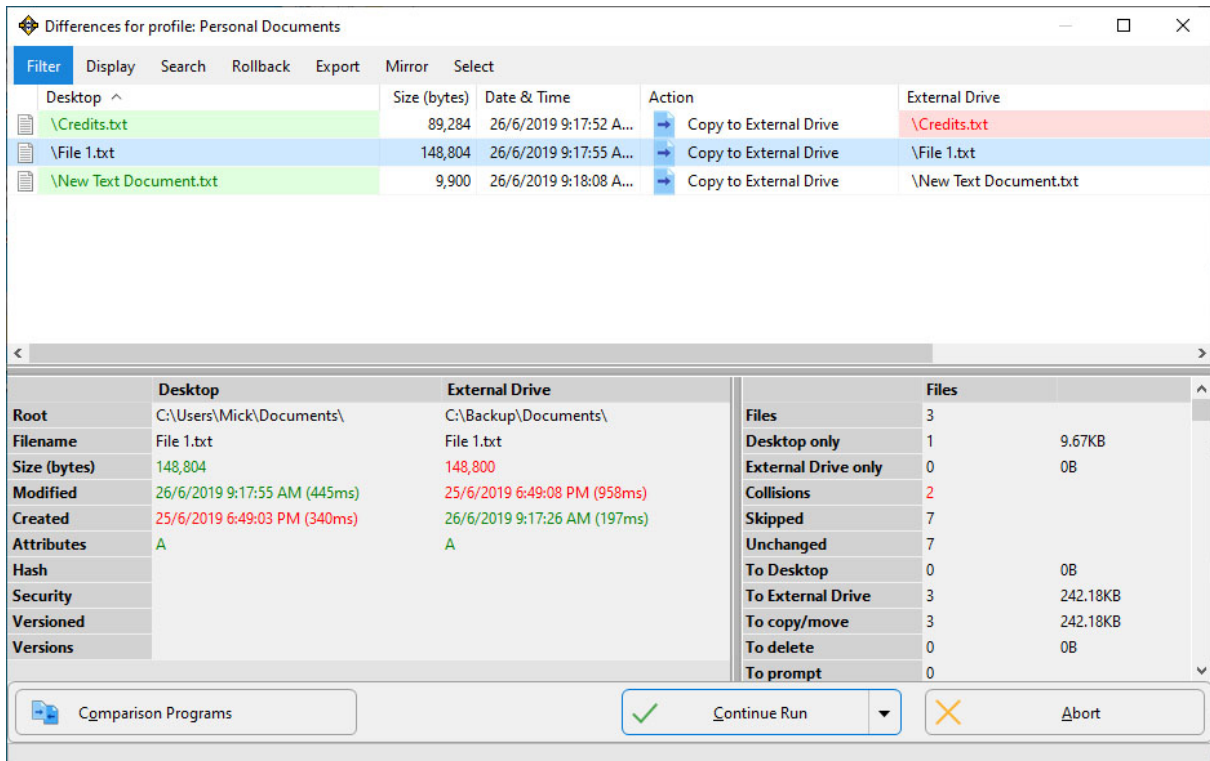 Differences for profile: Personal Documents
Filter Display Search Rollback Export Mirror Select
Desktop Size (bytes) Date & Time Action External Drive
\Credits.txt 89,284 26/6/2019 9:17:52 A... Copy to External Drive \Credits.txt
\File 1.txt 148,804 26/6/2019 9:17:55 A... Copy to External Drive \File 1.txt
\New Text Document.txt 9,900 26/6/2019 9:18:08 A... Copy to External Drive \New Text Document.txt
Desktop External Drive Files
Root C:\Users\Mick\Documents\ C:\Backup\Documents\ Files 3
Filename File 1.txt File 1.txt Desktop only 1 9.67KB
Size (bytes) 148,804 148,800 External Drive only 0 0B
Modified 26/6/2019 9:17:55 AM (445ms) 25/6/2019 6:49:08 PM (958ms) Collisions 2
Created 25/6/2019 6:49:03 PM (340ms) 26/6/2019 9:17:26 AM (197ms) Skipped 7
Attributes A A Unchanged 7
Hash To Desktop 0 0B
Security To External Drive 3 242.18KB
Versioned To copy/move 3 242.18KB
Versions To delete 0 0B
To prompt 0
Comparison Programs Continue Run Abort